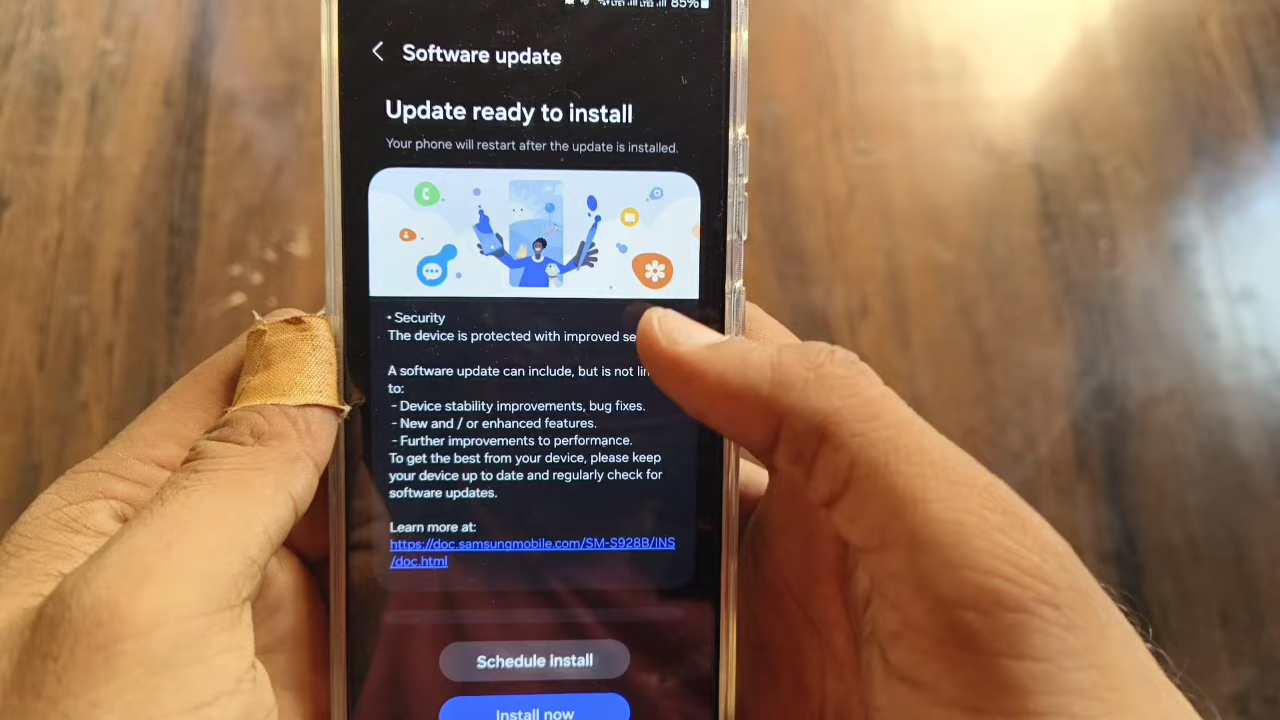 85%
Software update
Update ready to install
Your phone will restart after the update is installed.
• Security
The device is protected with improved
A software update can include, but is not
to:
- Device stability improvements, bug fixes.
- New and / or enhanced features.
- Further improvements to performance.
To get the best from your device, please keep
your device up to date and regularly check for
software updates.
Learn more at:
https://doc.samsungmobile.com/SM-S928B/INS
/doc.html
Schedule install
Install now